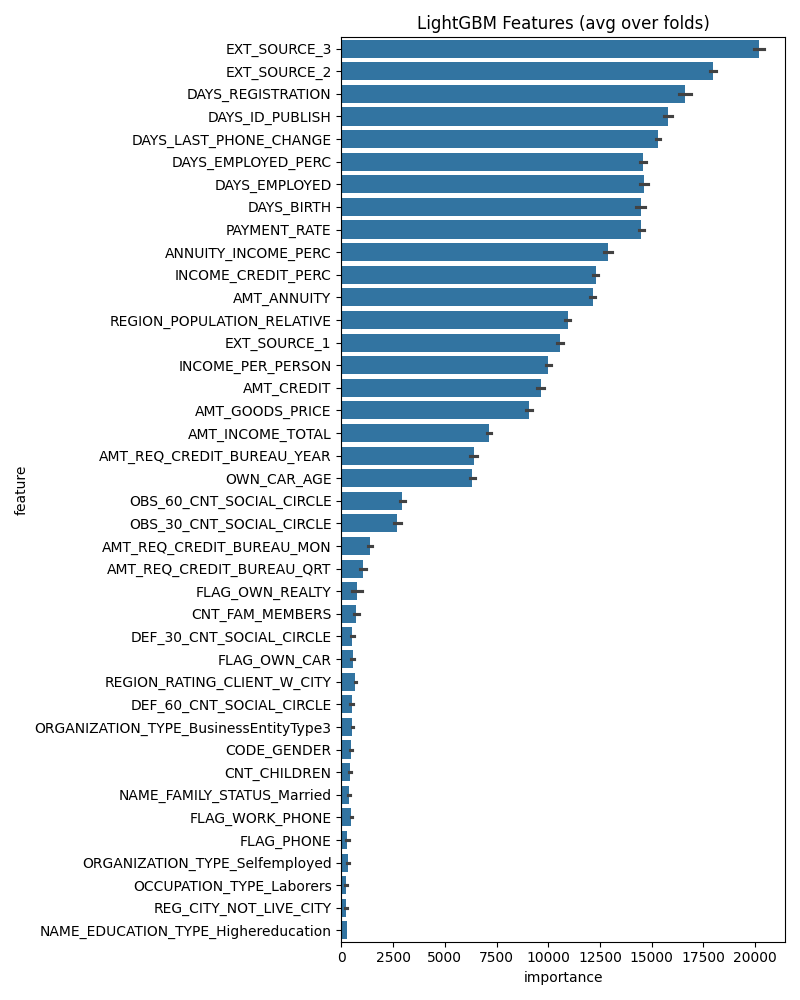 LightGBM Features (avg over folds)
EXT_SOURCE_3
EXT_SOURCE_2
DAYS_REGISTRATION
DAYS_ID_PUBLISH
DAYS_LAST_PHONE_CHANGE
DAYS_EMPLOYED_PERC
DAYS_EMPLOYED
DAYS_BIRTH
PAYMENT_RATE
ANNUITY_INCOME_PERC
INCOME_CREDIT_PERC
AMT_ANNUITY
REGION_POPULATION_RELATIVE
EXT_SOURCE_1
INCOME_PER_PERSON
AMT_CREDIT
AMT_GOODS_PRICE
AMT_INCOME_TOTAL
AMT_REQ_CREDIT_BUREAU_YEAR
OWN_CAR_AGE
OBS_60_CNT_SOCIAL_CIRCLE
OBS_30_CNT_SOCIAL_CIRCLE
AMT_REQ_CREDIT_BUREAU_MON
AMT_REQ_CREDIT_BUREAU_QRT
FLAG_OWN_REALTY
CNT_FAM_MEMBERS
DEF_30_CNT_SOCIAL_CIRCLE
FLAG_OWN_CAR
REGION_RATING_CLIENT_W_CITY
DEF_60_CNT_SOCIAL_CIRCLE
ORGANIZATION_TYPE_BusinessEntityType3
CODE_GENDER
CNT_CHILDREN
NAME_FAMILY_STATUS_Married
FLAG_WORK_PHONE
FLAG_PHONE
ORGANIZATION_TYPE_Selfemployed
OCCUPATION_TYPE_Laborers
REG_CITY_NOT_LIVE_CITY
NAME_EDUCATION_TYPE_Highereducation
feature
0 2500 5000 7500 10000 12500 15000 17500 20000
importance